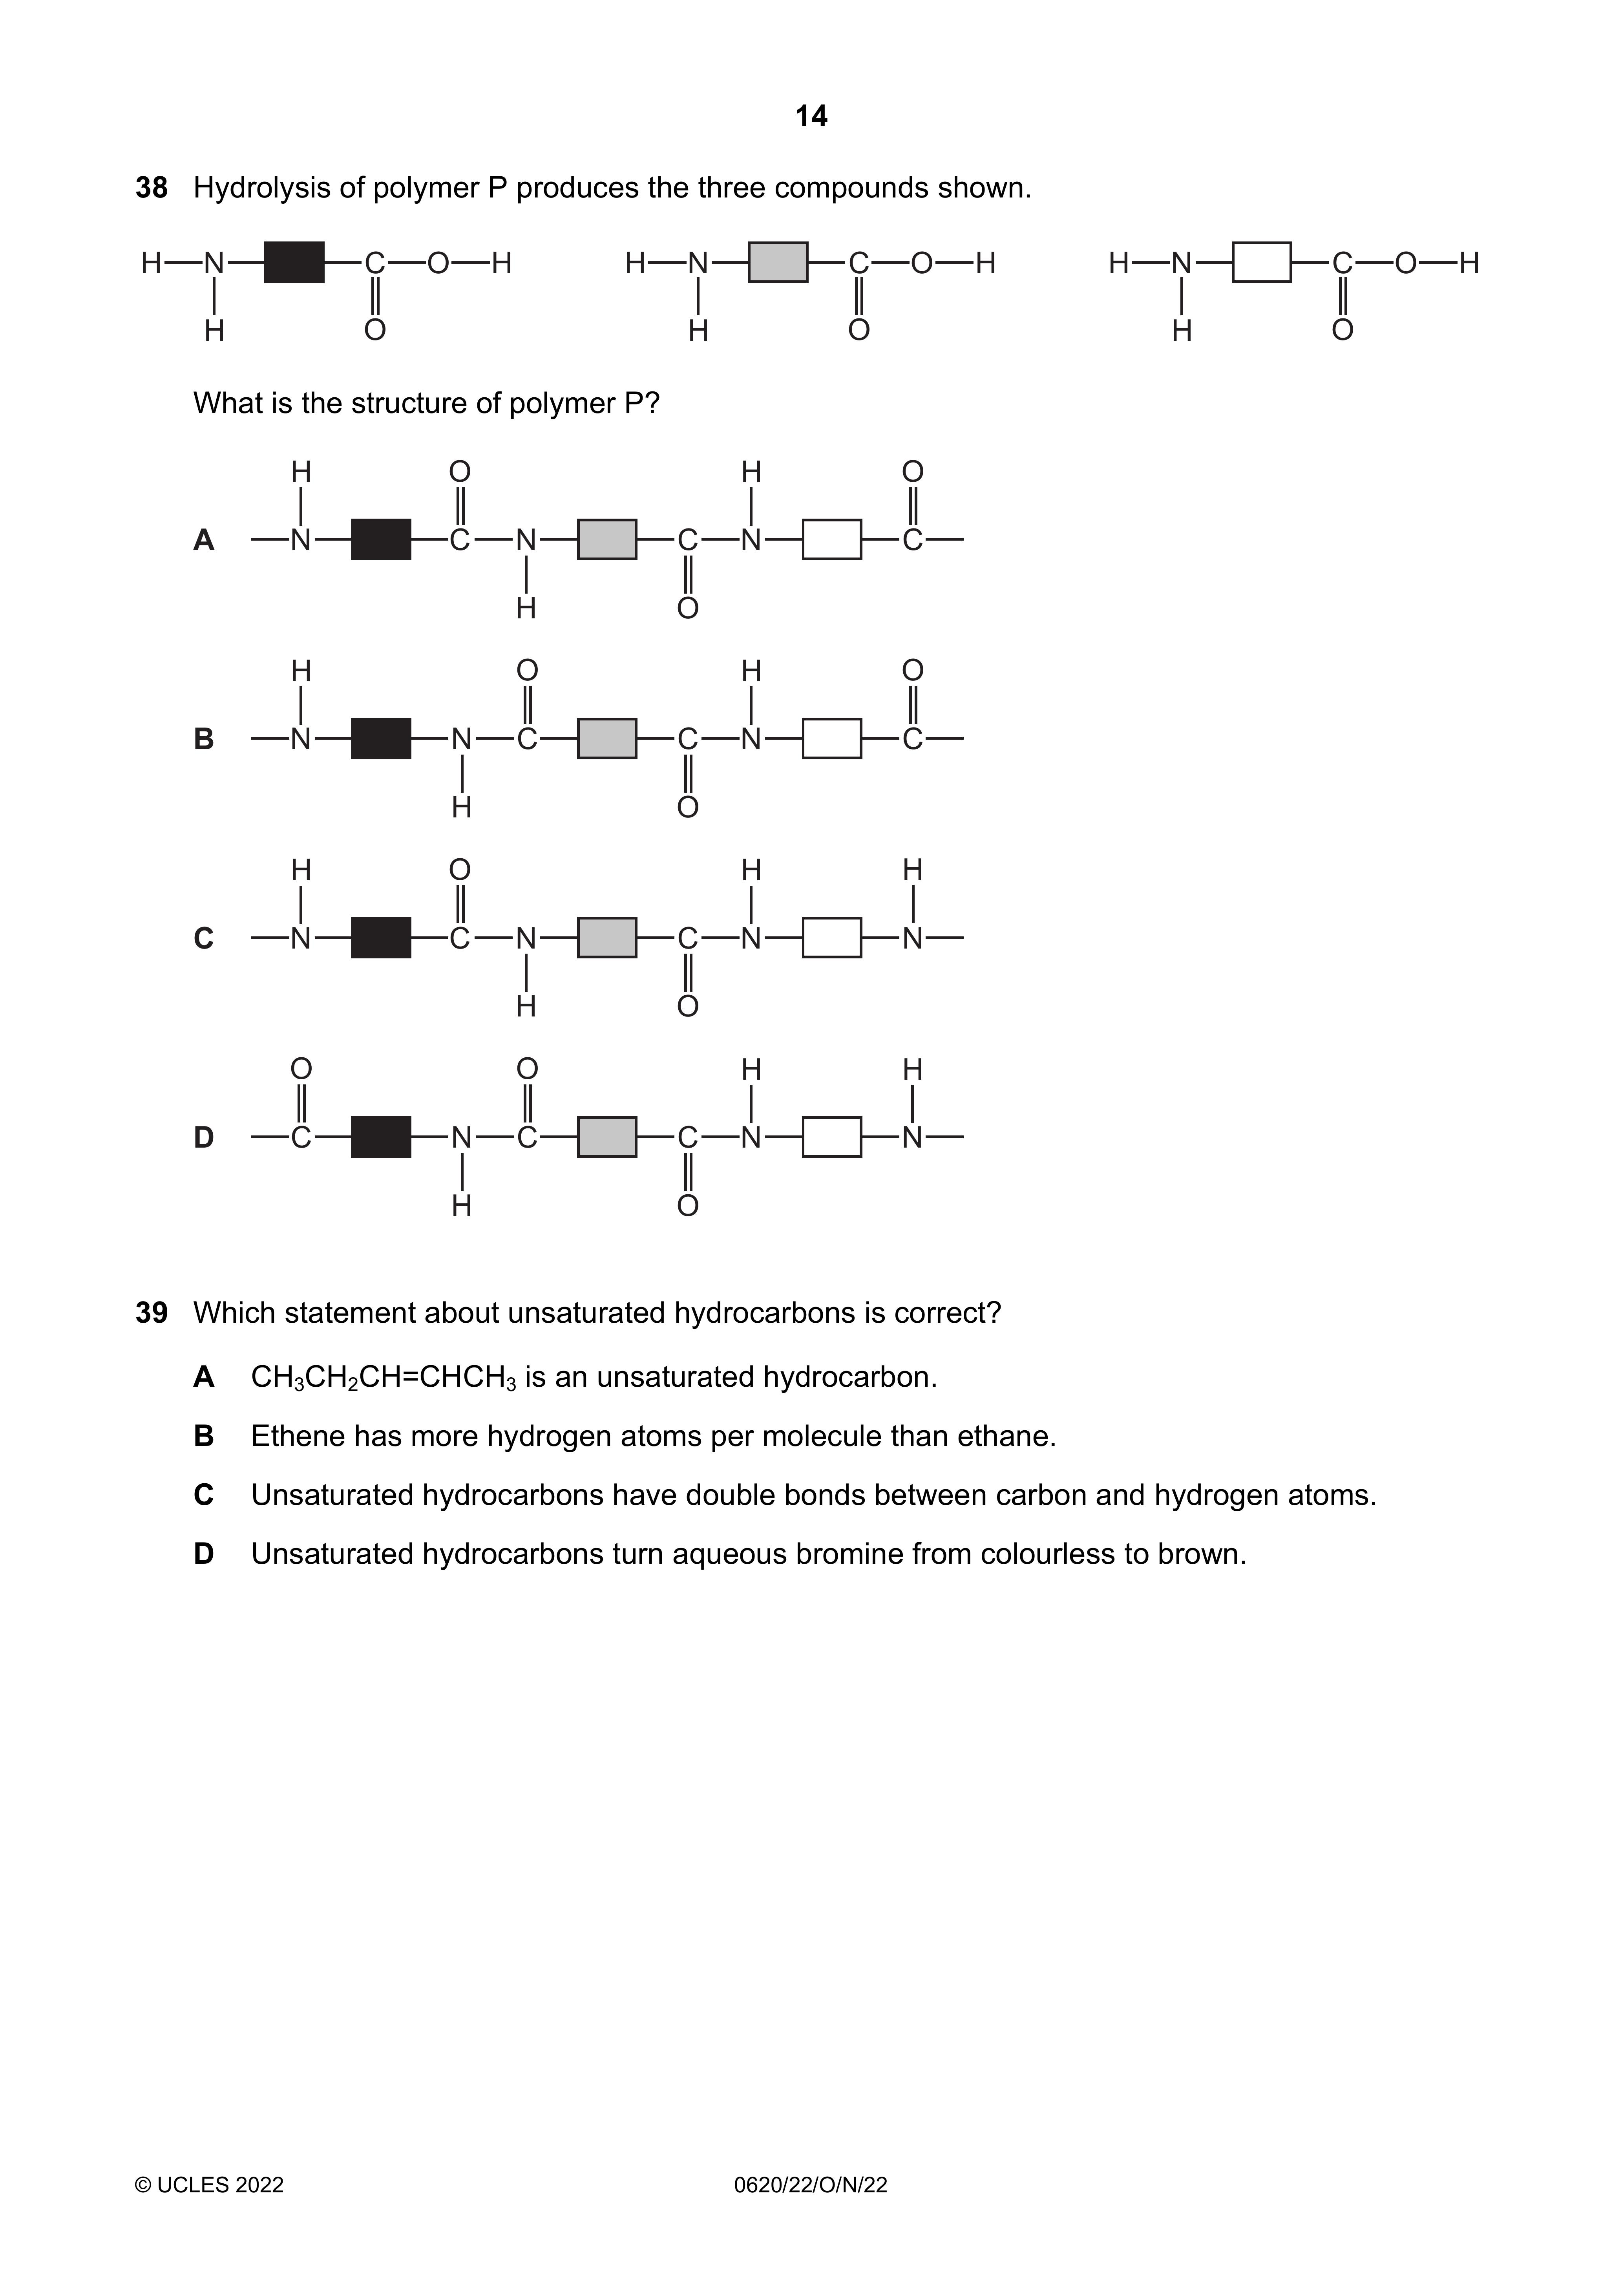 14
38 Hydrolysis of polymer P produces the three compounds shown.
H N C O H H N C O H H N C O H
H O H O H O
What is the structure of polymer P?
H O H O
A N C N C N C
H O
H O H O
B N N C C N C
H O
H O H H
C N C N C N N
H O
O O H H
D C N C C N N
H O
39 Which statement about unsaturated hydrocarbons is correct?
A CH₃CH₂CH=CHCH₃ is an unsaturated hydrocarbon.
B Ethene has more hydrogen atoms per molecule than ethane.
C Unsaturated hydrocarbons have double bonds between carbon and hydrogen atoms.
D Unsaturated hydrocarbons turn aqueous bromine from colourless to brown.
© UCLES 2022 0620/22/O/N/22